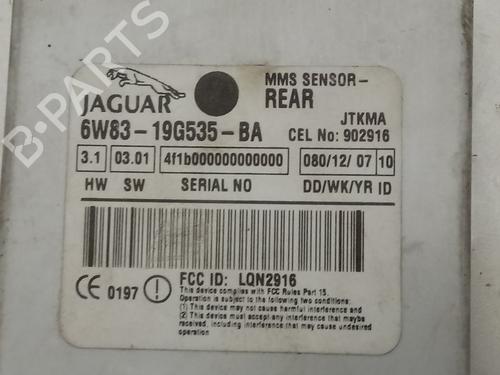 B-PARTS
JAGUAR
MMS SENSOR-
REAR
JTKMA
6W83-19G535-BA
CEL No: 902916
3.1 03.01 4f1b000000000000 080/12/07 10
HW SW SERIAL NO DD/WK/YR ID
FCC ID: LQN2916
CE 0197
This device complies with FCC Rules Part 15.
Operation is subject to the following two conditions:
(1) This device may not cause harmful interference, and
(2) This device must accept any interference
received, including interference that may cause undesired
operation